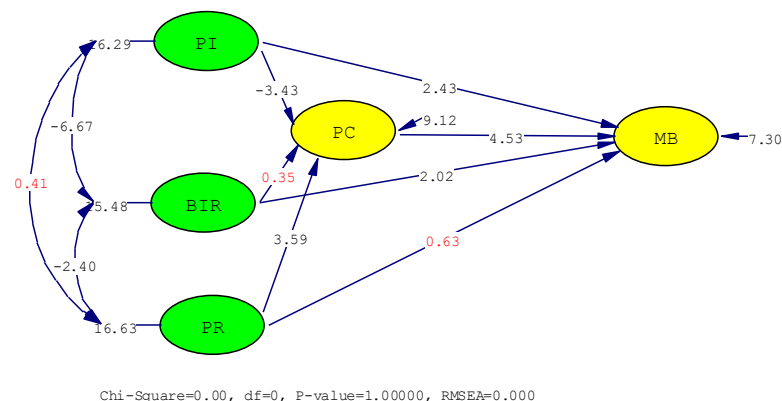 16.29
PI
-3.43
2.43
9.12
PC
4.53
MB
7.30
-6.67
0.41
0.35
2.02
15.48
BIR
3.59
0.63
-2.40
16.63
PR
Chi-Square=0.00, df=0, P-value=1.00000, RMSEA=0.000